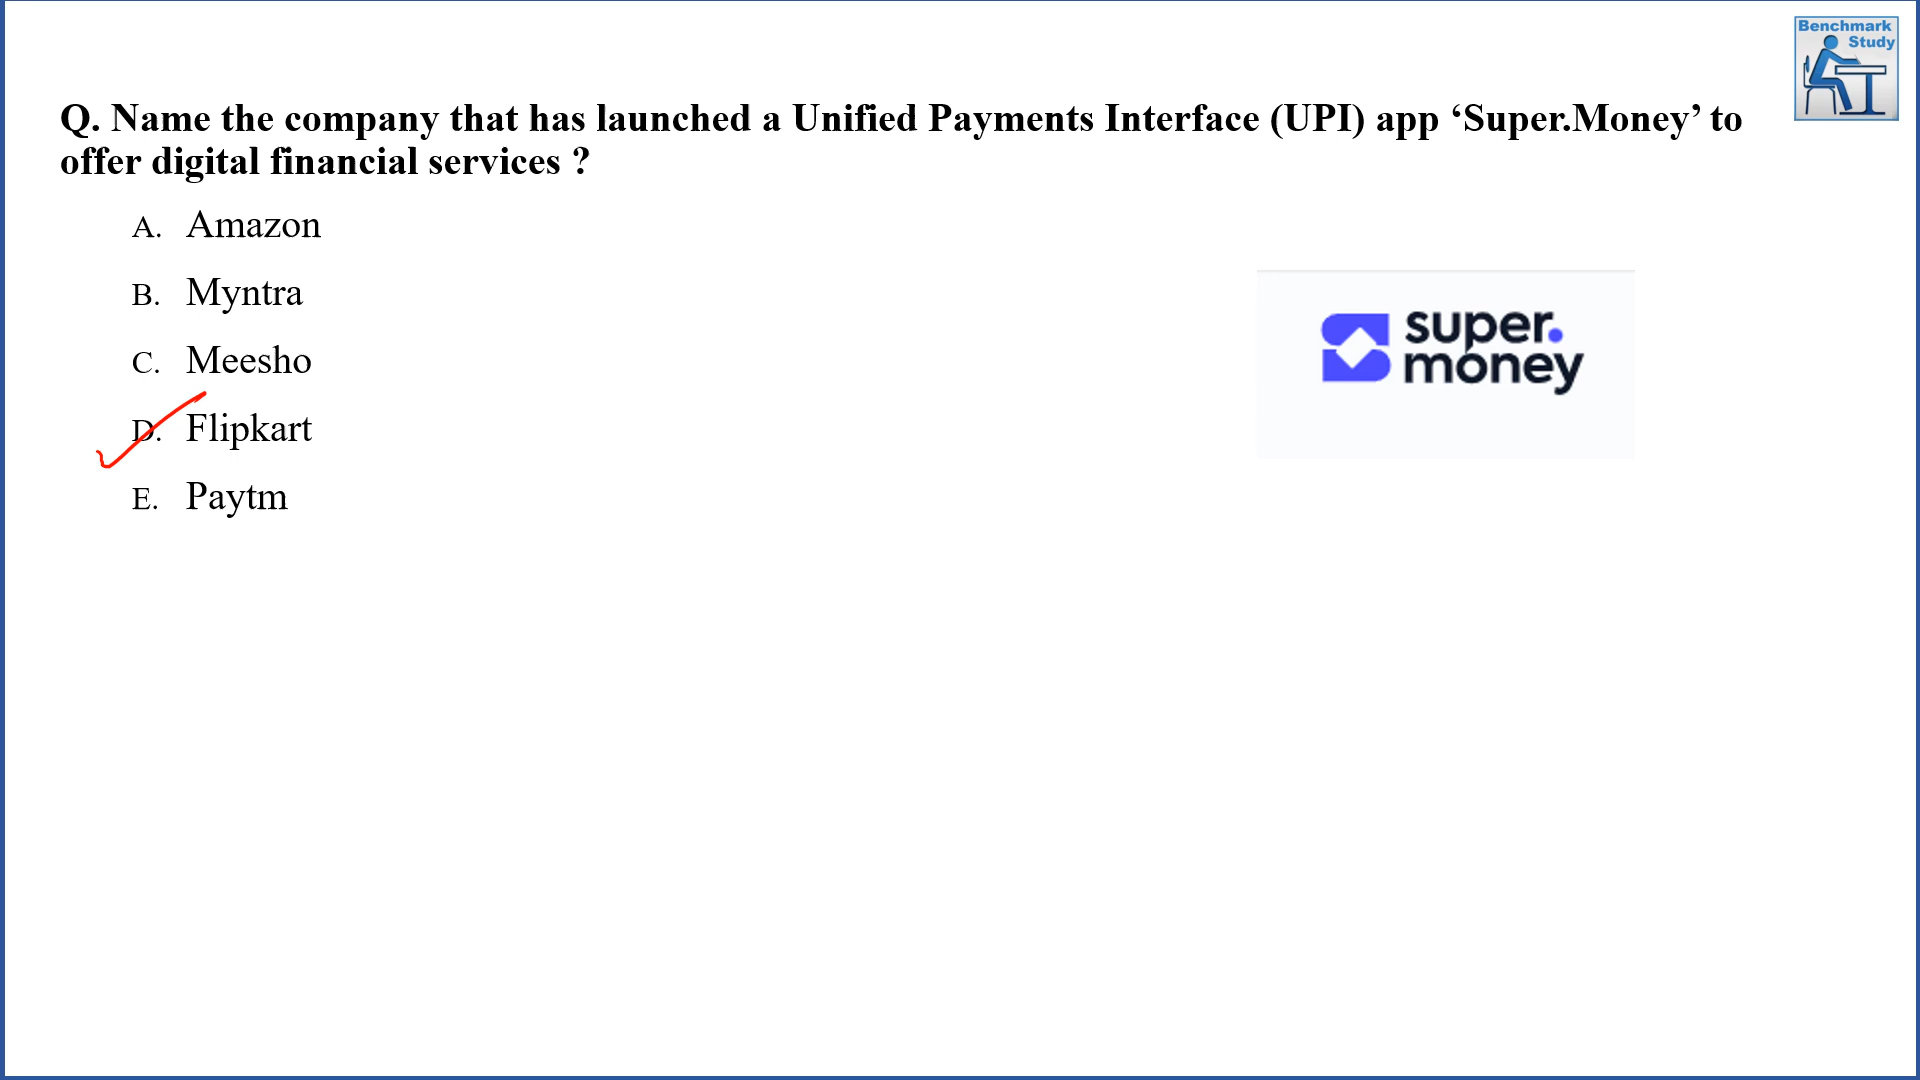 Benchmark
Study
Q. Name the company that has launched a Unified Payments Interface (UPI) app ‘Super.Money’ to
offer digital financial services ?
A. Amazon
B. Myntra
C. Meesho
D. Flipkart
E. Paytm
super.
money